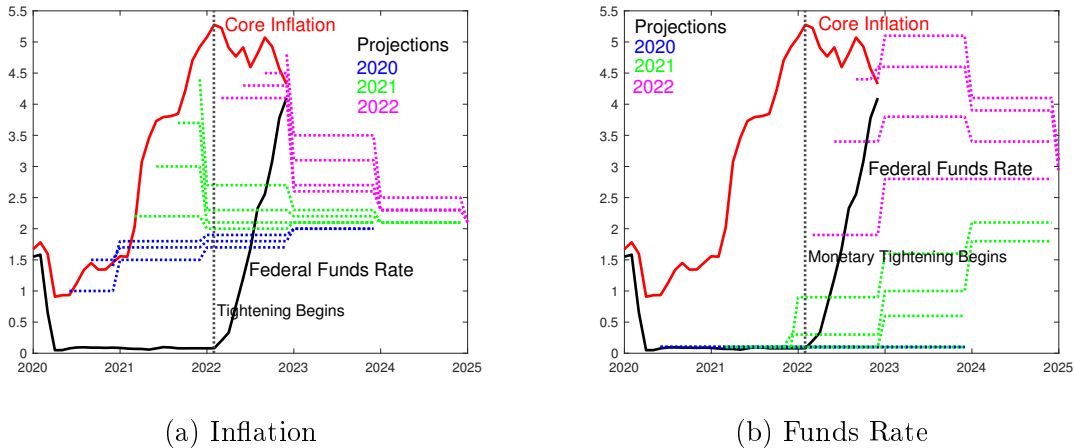 5.5
5
4.5
4
3.5
3
2.5
2
1.5
1
0.5
0
2020 2021 2022 2023 2024 2025
Core Inflation
Projections
2020
2021
2022
Federal Funds Rate
Tightening Begins
(a) Inflation
5.5
5
4.5
4
3.5
3
2.5
2
1.5
1
0.5
0
2020 2021 2022 2023 2024 2025
Projections
2020
2021
2022
Core Inflation
Federal Funds Rate
Monetary Tightening Begins
(b) Funds Rate